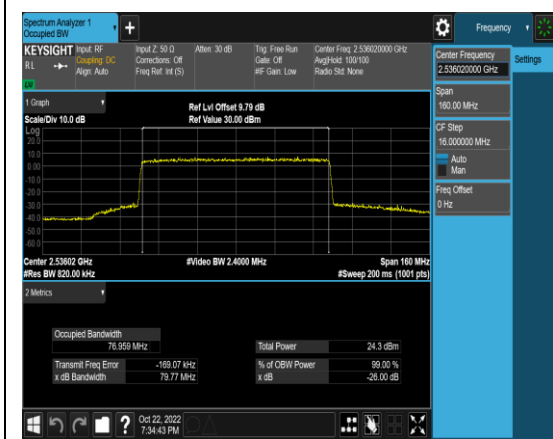 Spectrum Analyzer 1
Occupied BW
+
Frequency
KEYSIGHT
RL
Input: RF
Coupling: DC
Align: Auto
Input Z: 50 Ω
Corrections: Off
Freq Ref: Int (S)
Atten: 30 dB
Trig: Free Run
Gate: Off
#IF Gain: Low
Center Freq: 2.536020000 GHz
Avg|Hold: 100/100
Radio Std: None
Center Frequency
2.536020000 GHz
Settings
Span
160.00 MHz
CF Step
16.000000 MHz
Auto
Man
Freq Offset
0 Hz
1 Graph
Scale/Div 10.0 dB
Ref Lvl Offset 9.79 dB
Ref Value 30.00 dBm
Log
20.0
10.0
0.00
-10.0
-20.0
-30.0
-40.0
-50.0
-60.0
Center 2.53602 GHz
#Res BW 820.00 kHz
#Video BW 2.4000 MHz
Span 160 MHz
#Sweep 200 ms (1001 pts)
2 Metrics
Occupied Bandwidth
76.959 MHz
Total Power 24.3 dBm
Transmit Freq Error -169.07 kHz
x dB Bandwidth 79.77 MHz
% of OBW Power 99.00 %
x dB -26.00 dB
?
Oct 22, 2022
7:34:43 PM